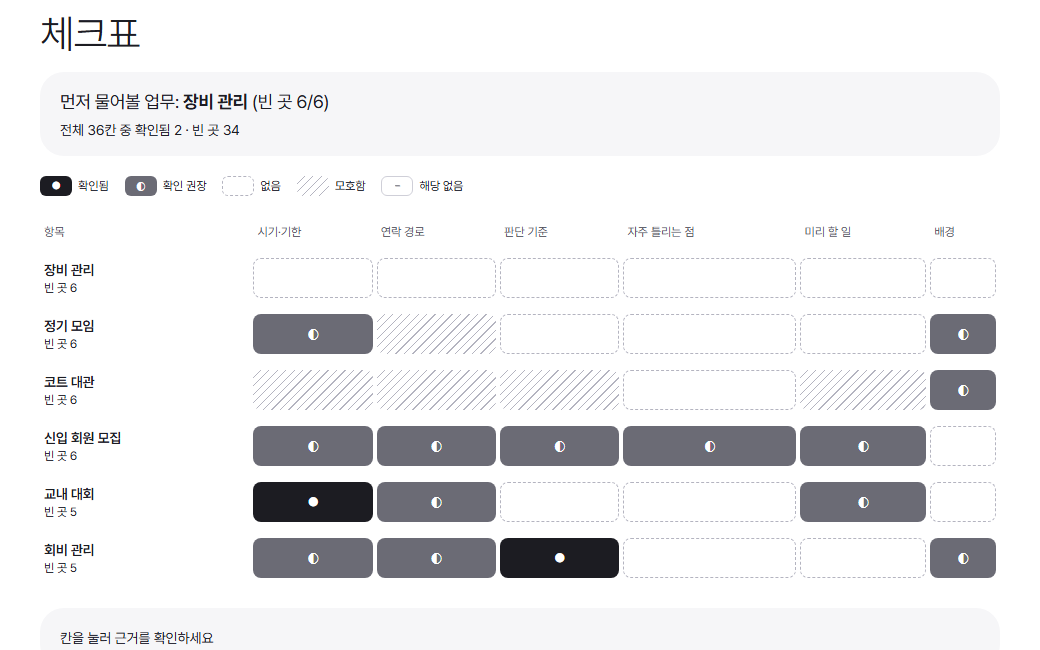 체크표
먼저 물어볼 업무: 장비 관리 (빈 곳 6/6)
전체 36칸 중 확인됨 2 · 빈 곳 34
확인됨 확인 권장 없음 모호함 – 해당 없음
항목 시기·기한 연락 경로 판단 기준 자주 틀리는 점 미리 할 일 배경
장비 관리
빈 곳 6
정기 모임
빈 곳 6
코트 대관
빈 곳 6
신입 회원 모집
빈 곳 6
교내 대회
빈 곳 5
회비 관리
빈 곳 5
칸을 눌러 근거를 확인하세요